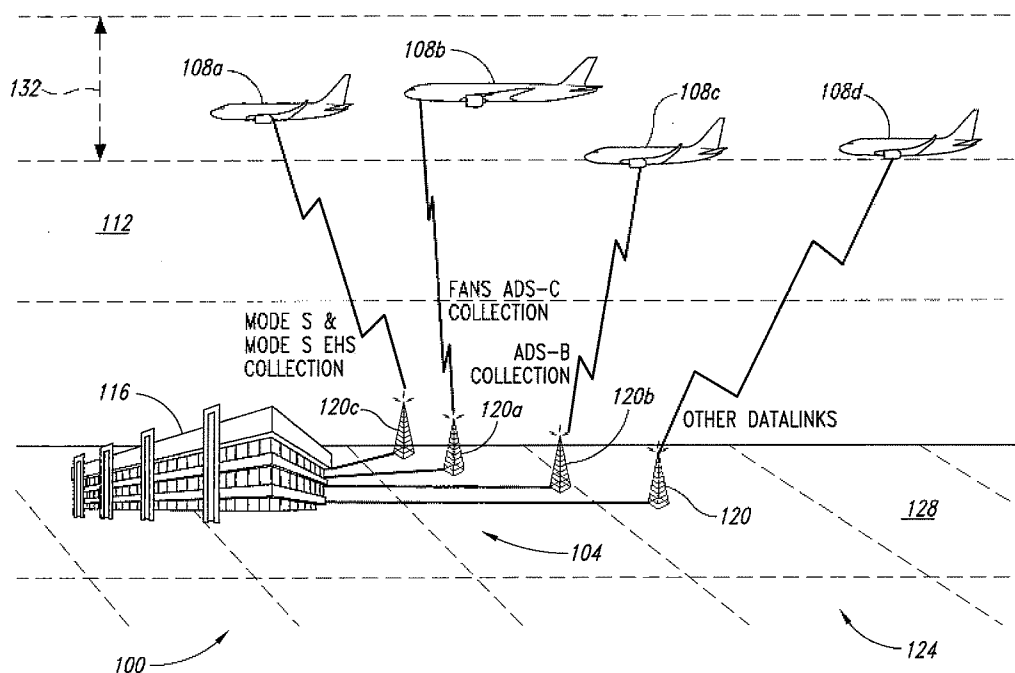 108b
108a
108c
108d
132
112
FANS ADS-C
COLLECTION
MODE S &
MODE S EHS
COLLECTION
ADS-B
COLLECTION
116
120c
120a
120b
OTHER DATALINKS
120
128
104
100
124